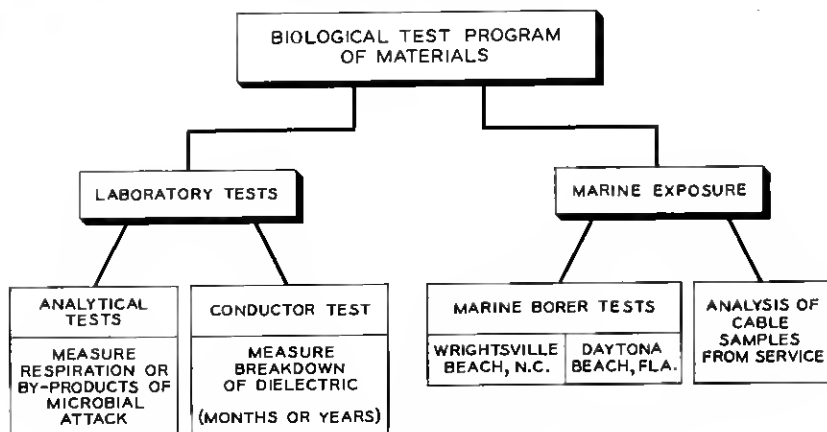 BIOLOGICAL TEST PROGRAM
OF MATERIALS
LABORATORY TESTS
MARINE EXPOSURE
ANALYTICAL
TESTS
MEASURE
RESPIRATION OR
BY-PRODUCTS OF
MICROBIAL
ATTACK
CONDUCTOR TEST
MEASURE
BREAKDOWN
OF DIELECTRIC
(MONTHS OR YEARS)
MARINE BORER TESTS
WRIGHTSVILLE
BEACH, N.C.
DAYTONA
BEACH, FLA.
ANALYSIS OF
CABLE
SAMPLES
FROM SERVICE